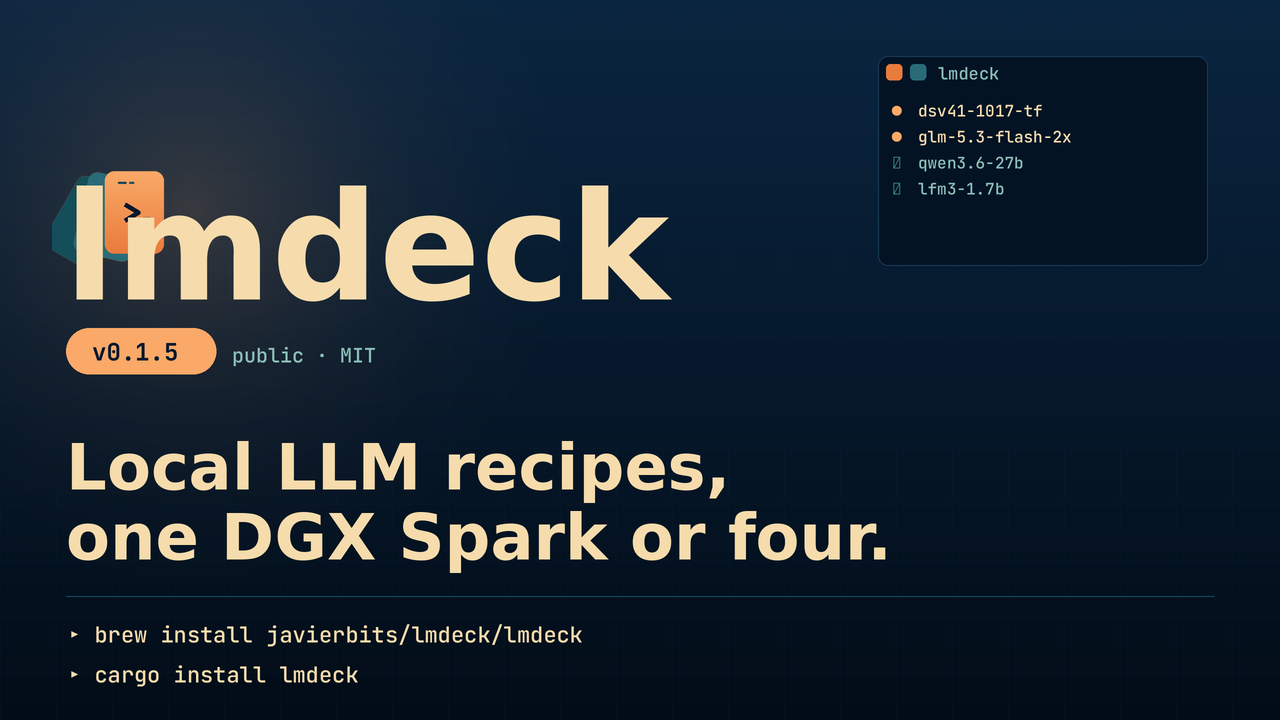 lmdeck
dsv41-1017-tf
glm-5.3-flash-2x
qwen3.6-27b
lfm3-1.7b
>
lmdeck
v0.1.5
public · MIT
Local LLM recipes,
one DGX Spark or four.
▸ brew install javierbits/lmdeck/lmdeck
▸ cargo install lmdeck